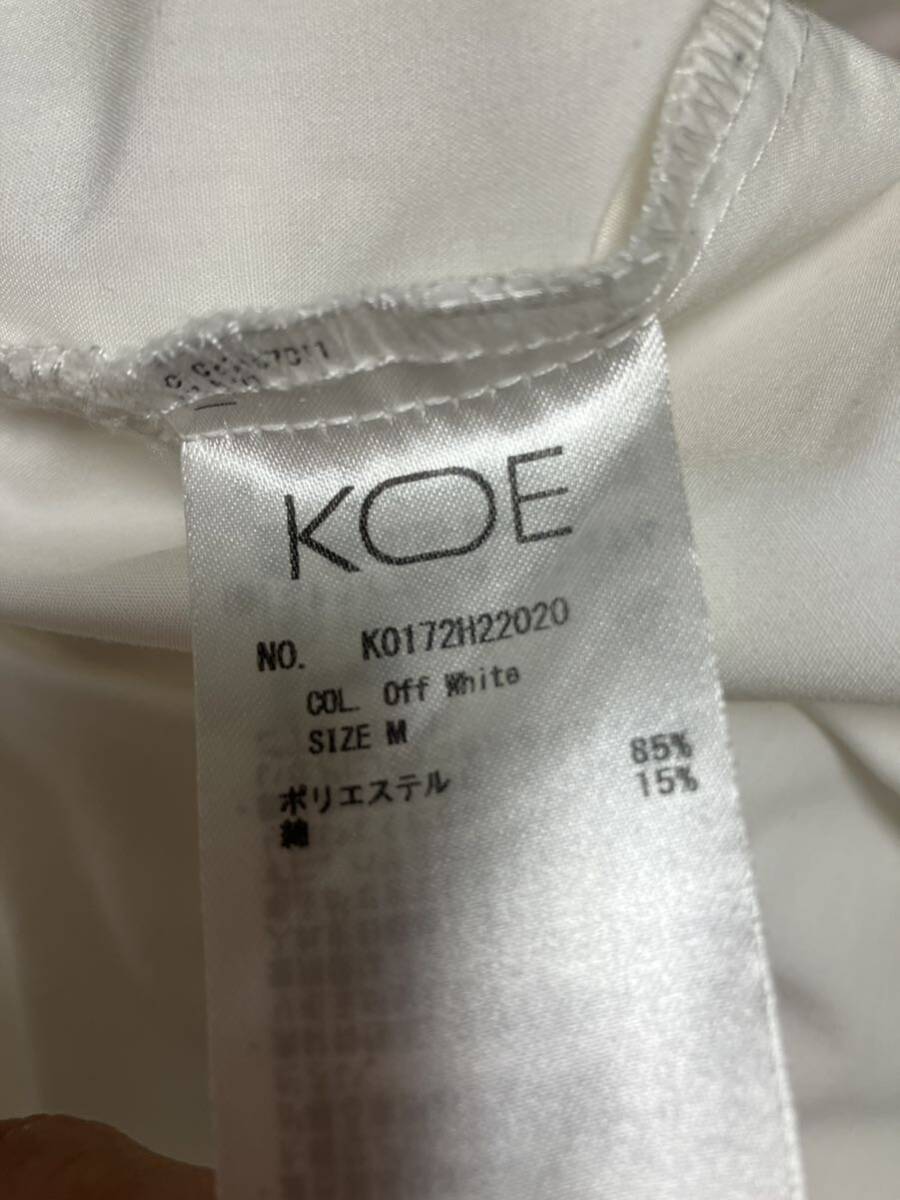 KOE
NO. K0172H22020
COL. Off White
SIZE M
ポリエステル 85%
綿 15%